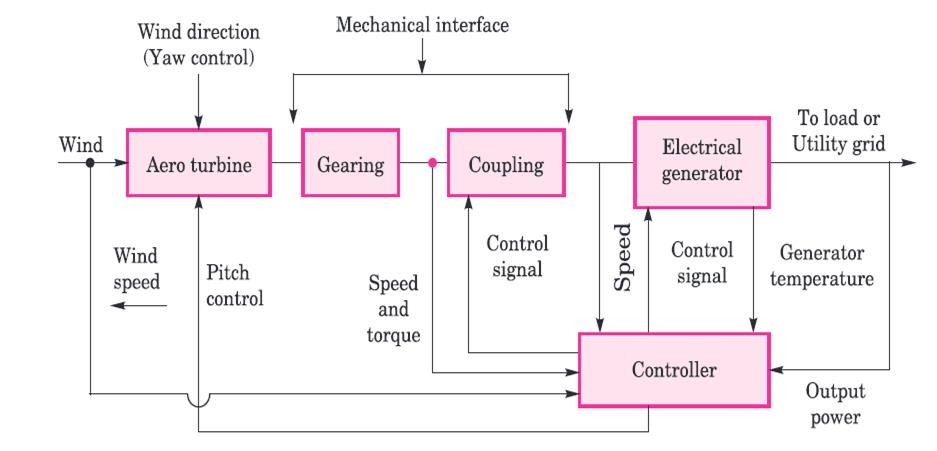 Wind direction
(Yaw control)
Mechanical interface
Wind
Aero turbine
Gearing
Coupling
Electrical
generator
To load or
Utility grid
Wind
speed
Pitch
control
Speed
and
torque
Control
signal
Speed
Control
signal
Generator
temperature
Controller
Output
power